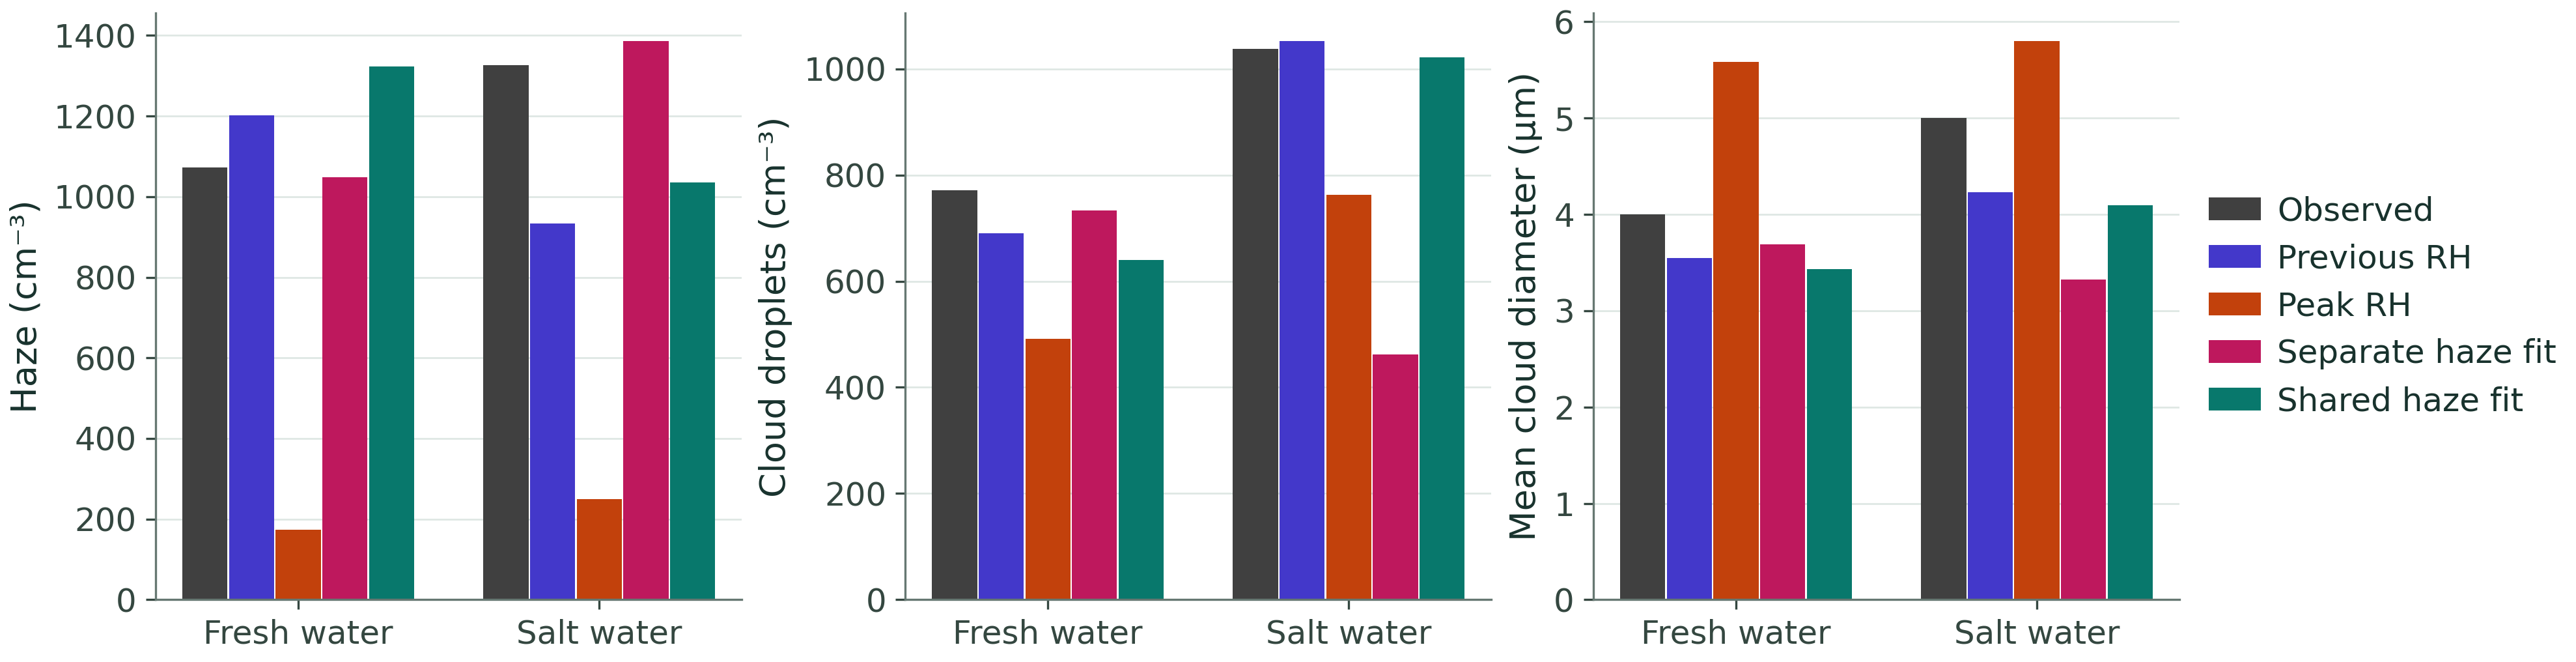 Haze (cm⁻³)
1400
1200
1000
800
600
400
200
0
Fresh water
Salt water
Cloud droplets (cm⁻³)
1000
800
600
400
200
0
Fresh water
Salt water
Mean cloud diameter (µm)
6
5
4
3
2
1
0
Fresh water
Salt water
Observed
Previous RH
Peak RH
Separate haze fit
Shared haze fit